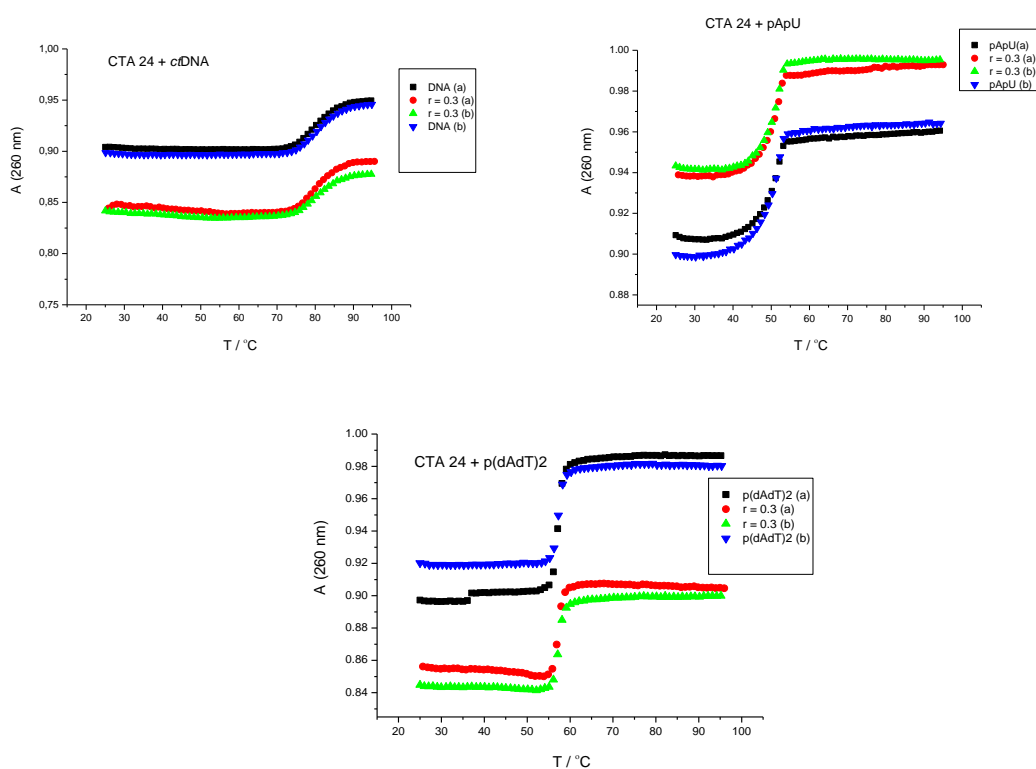 CTA 24 + ctDNA
1,00
0,95
0,90
0,85
0,80
0,75
A (260 nm)
20 30 40 50 60 70 80 90 100
T / °C
DNA (a)
r = 0.3 (a)
r = 0.3 (b)
DNA (b)
CTA 24 + pApU
1.00
0.98
0.96
0.94
0.92
0.90
0.88
A (260 nm)
20 30 40 50 60 70 80 90 100
T / °C
pApU(a)
r = 0.3 (a)
r = 0.3 (b)
pApU (b)
CTA 24 + p(dAdT)2
1.00
0.98
0.96
0.94
0.92
0.90
0.88
0.86
0.84
A (260 nm)
20 30 40 50 60 70 80 90 100
T / °C
p(dAdT)2 (a)
r = 0.3 (a)
r = 0.3 (b)
p(dAdT)2 (b)